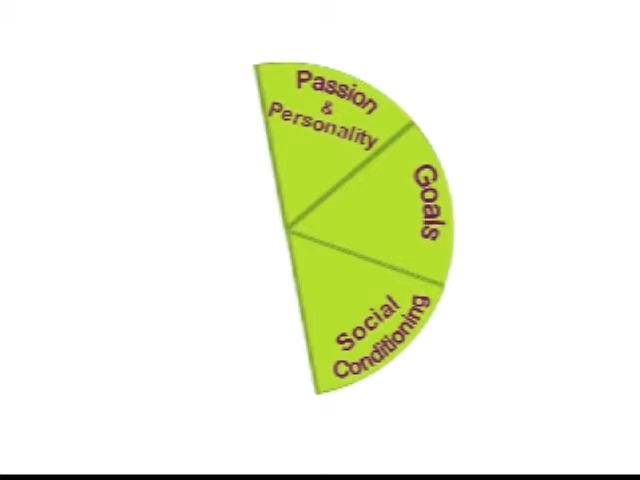 Passion
&
Personality
Goals
Social
Conditioning